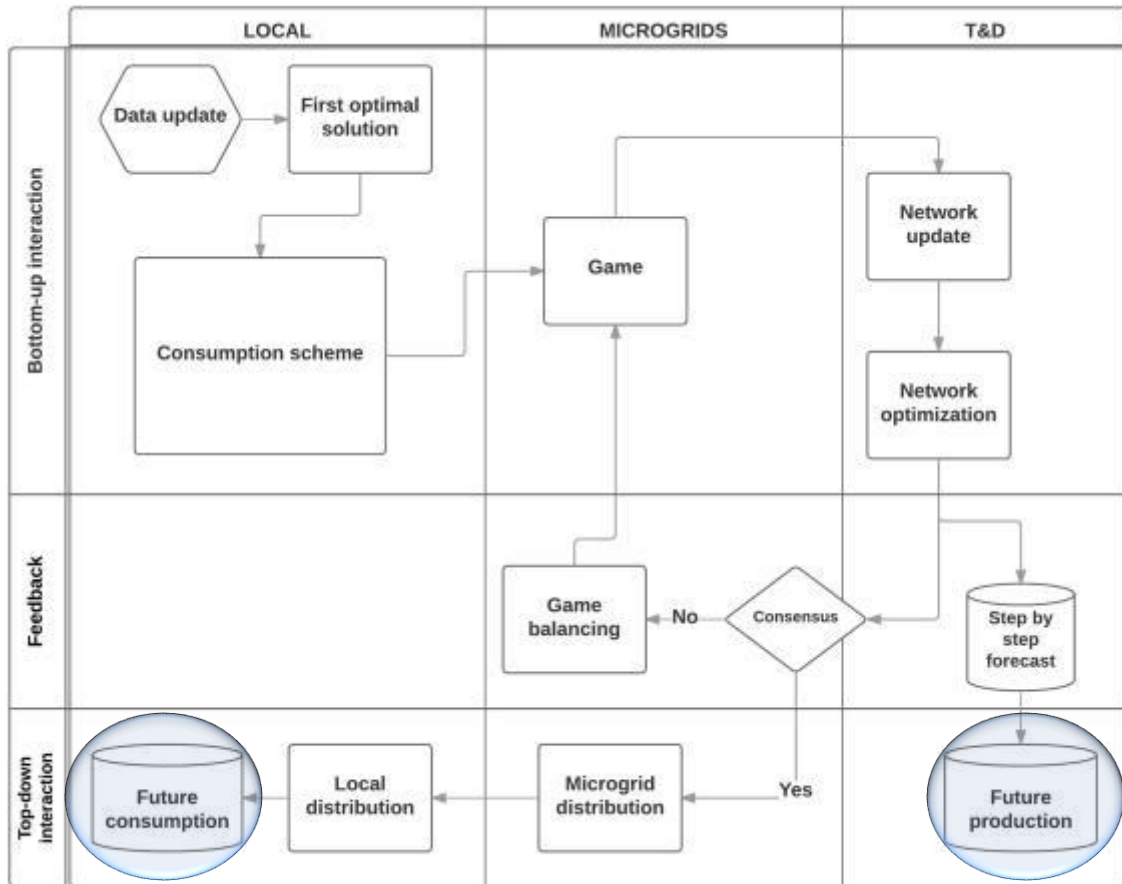 LOCAL
MICROGRIDS
T&D
Bottom-up interaction
Data update
First optimal
solution
Consumption scheme
Game
Network
update
Network
optimization
Feedback
Game
balancing
No
Consensus
Step by
step
forecast
Top-down
interaction
Future
consumption
Local
distribution
Microgrid
distribution
Yes
Future
production